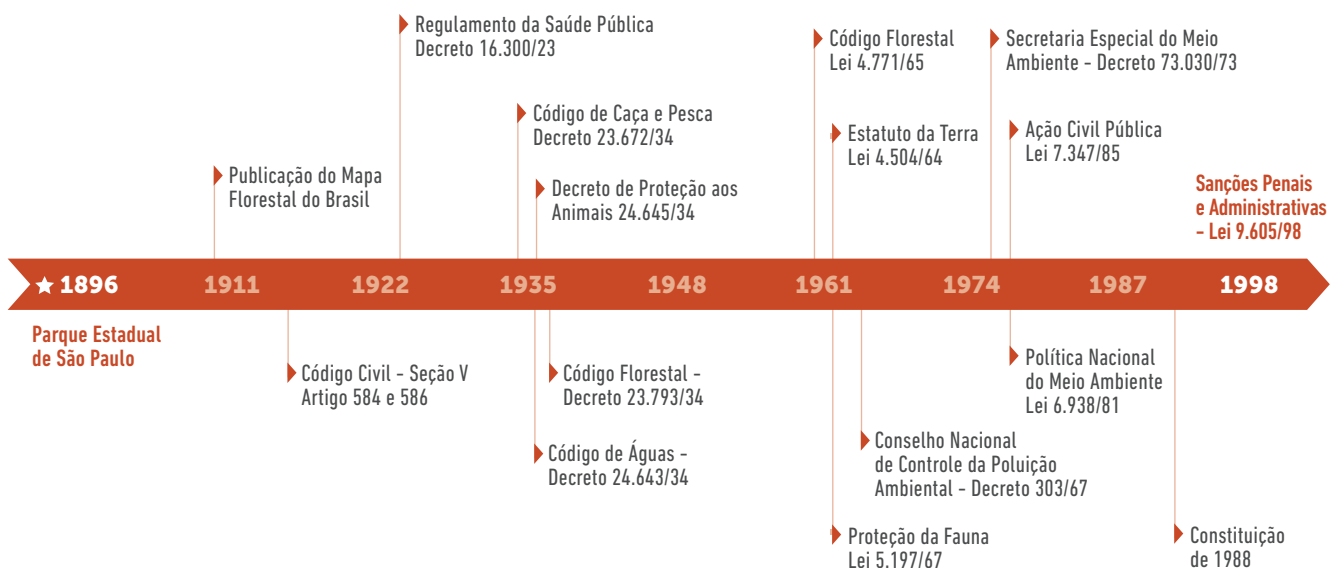 Regulamento da Saúde Pública
Decreto 16.300/23
Código Florestal
Lei 4.771/65
Secretaria Especial do Meio
Ambiente - Decreto 73.030/73
Código de Caça e Pesca
Decreto 23.672/34
Estatuto da Terra
Lei 4.504/64
Ação Civil Pública
Lei 7.347/85
Publicação do Mapa
Florestal do Brasil
Decreto de Proteção aos
Animais 24.645/34
Sanções Penais
e Administrativas
- Lei 9.605/98
★ 1896 1911 1922 1935 1948 1961 1974 1987 1998
Parque Estadual
de São Paulo
Código Civil - Seção V
Artigo 584 e 586
Código Florestal -
Decreto 23.793/34
Política Nacional
do Meio Ambiente
Lei 6.938/81
Código de Águas -
Decreto 24.643/34
Conselho Nacional
de Controle da Poluição
Ambiental - Decreto 303/67
Proteção da Fauna
Lei 5.197/67
Constituição
de 1988